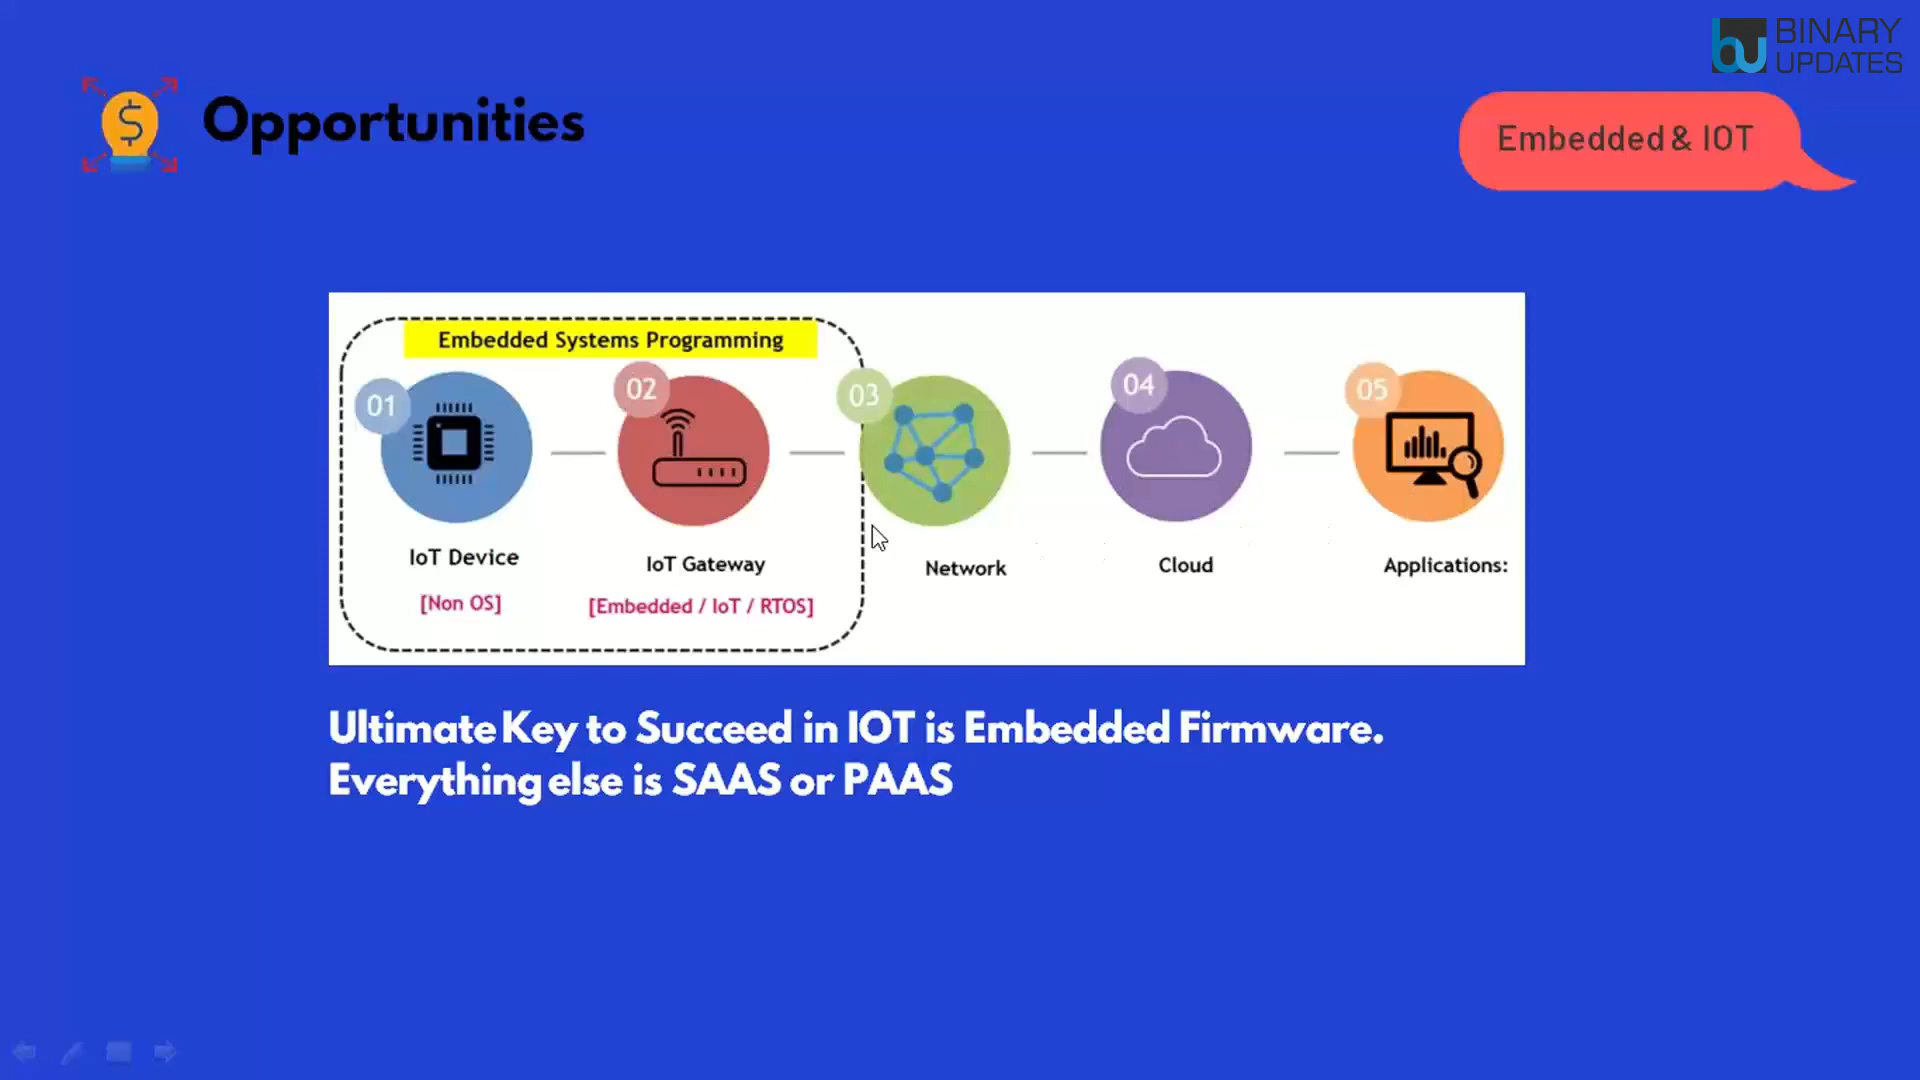 BINARY
UPDATES
Opportunities
Embedded & IOT
Embedded Systems Programming
01
02
03
04
05
IoT Device
IoT Gateway
Network
Cloud
Applications:
[Non OS]
[Embedded / IoT / RTOS]
Ultimate Key to Succeed in IOT is Embedded Firmware.
Everything else is SAAS or PAAS